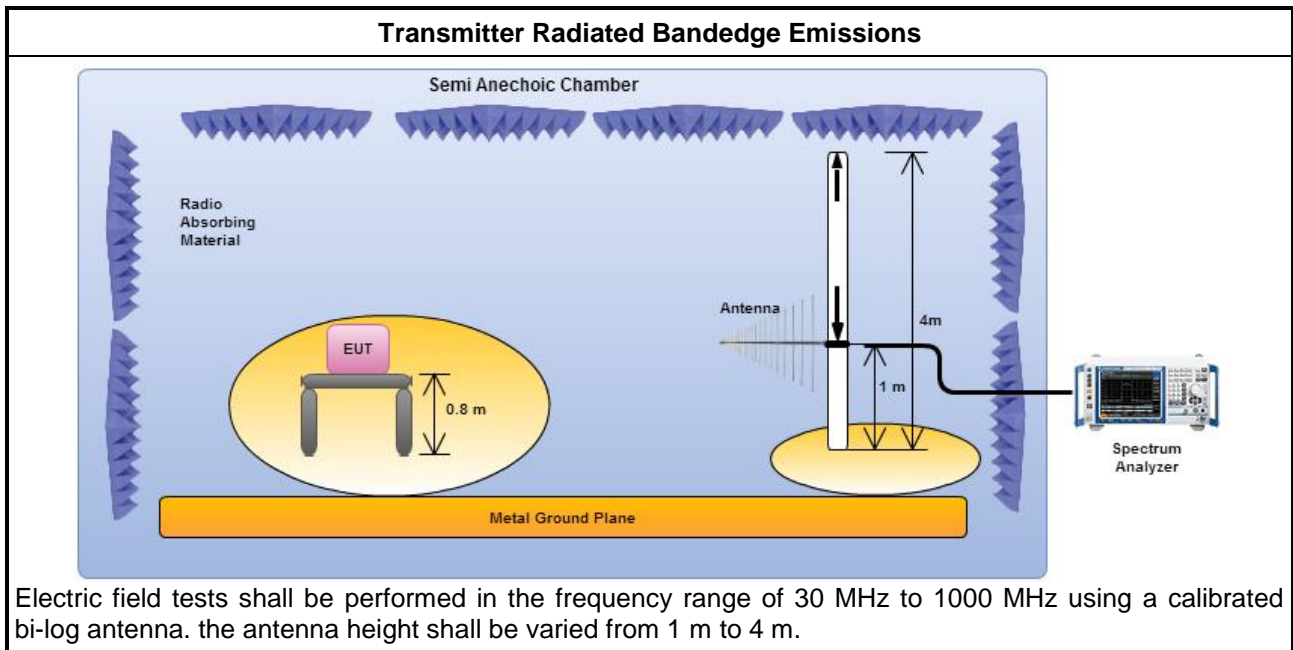 Transmitter Radiated Bandedge Emissions
Semi Anechoic Chamber
Radio
Absorbing
Material
Antenna
EUT
4m
1 m
0.8 m
Spectrum
Analyzer
Metal Ground Plane
Electric field tests shall be performed in the frequency range of 30 MHz to 1000 MHz using a calibrated
bi-log antenna. the antenna height shall be varied from 1 m to 4 m.